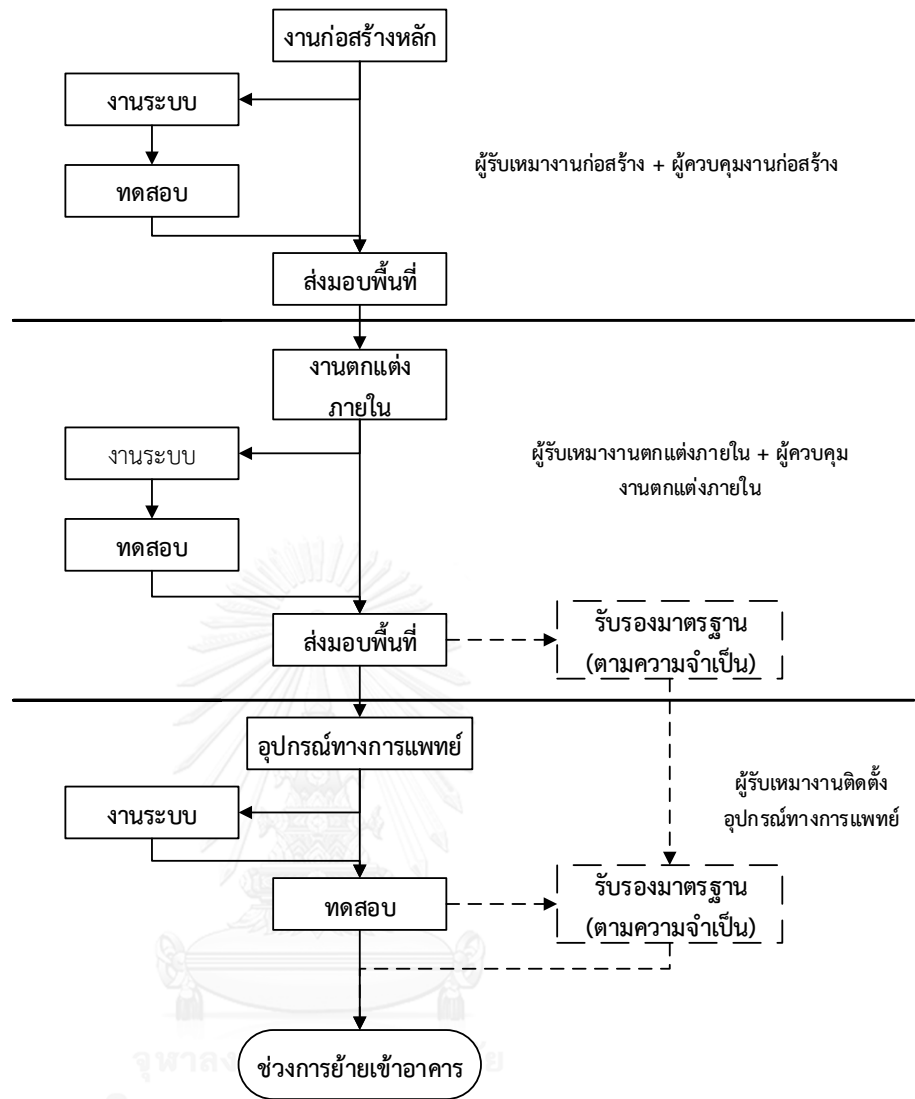 งานก่อสร้างหลัก
งานระบบ
ผู้รับเหมางานก่อสร้าง + ผู้ควบคุมงานก่อสร้าง
ทดสอบ
ส่งมอบพื้นที่
งานตกแต่ง
ภายใน
งานระบบ
ผู้รับเหมางานตกแต่งภายใน + ผู้ควบคุม
งานตกแต่งภายใน
ทดสอบ
ส่งมอบพื้นที่
รับรองมาตรฐาน
(ตามความจำเป็น)
อุปกรณ์ทางการแพทย์
ผู้รับเหมางานติดตั้ง
อุปกรณ์ทางการแพทย์
งานระบบ
ทดสอบ
รับรองมาตรฐาน
(ตามความจำเป็น)
ช่วงการย้ายเข้าอาคาร